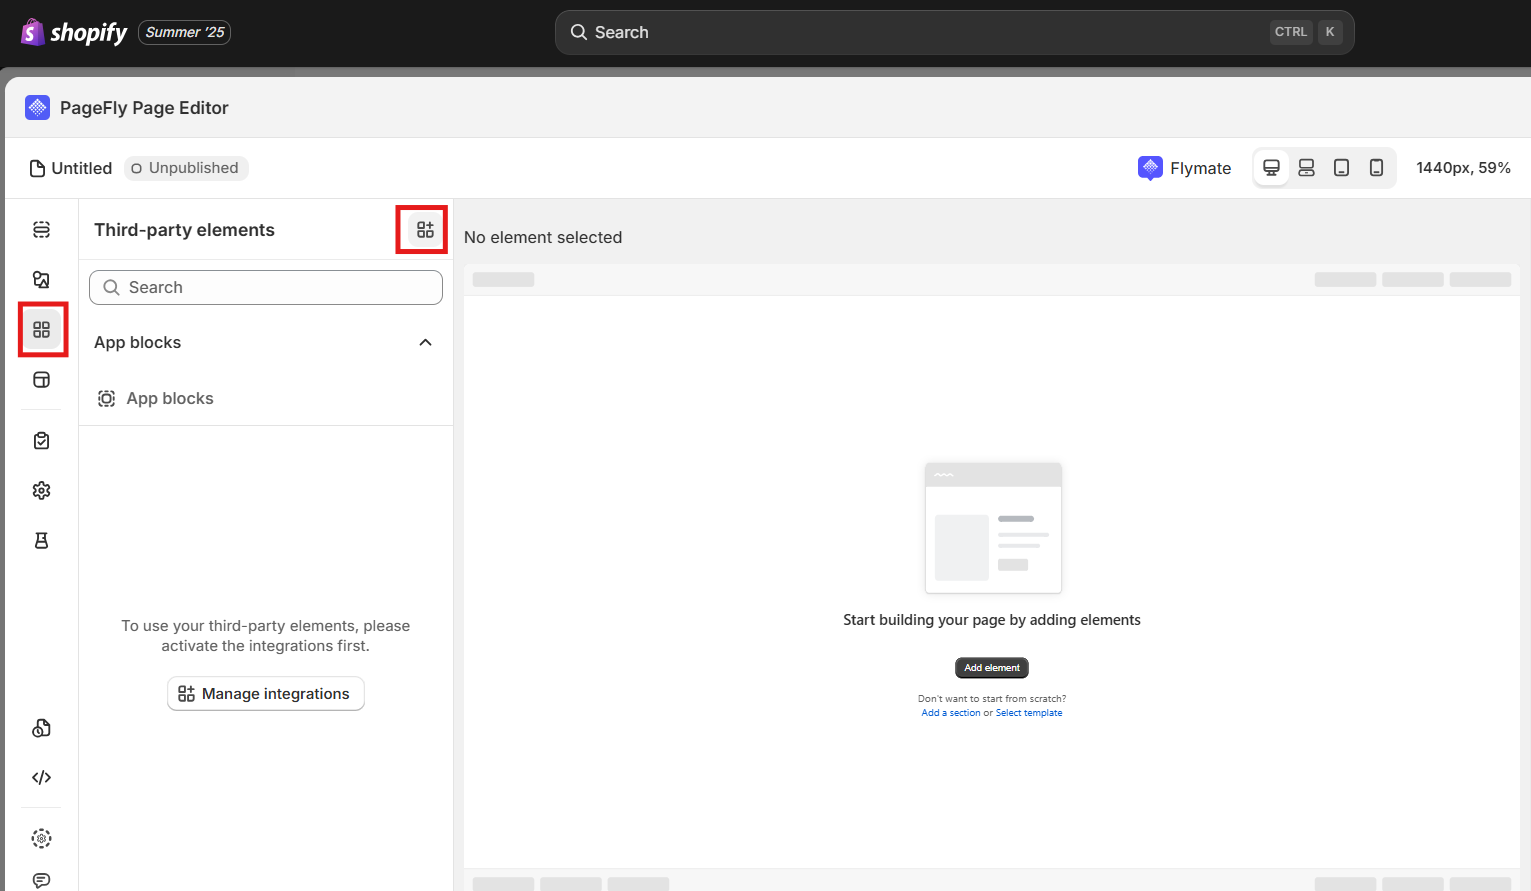 shopify
Summer '25
Search
CTRL K
PageFly Page Editor
Untitled
Unpublished
Flymate
1440px, 59%
Third-party elements
No element selected
Search
App blocks
App blocks
To use your third-party elements, please
activate the integrations first.
Manage integrations
Start building your page by adding elements
Add element
Don't want to start from scratch?
Add a section or Select template